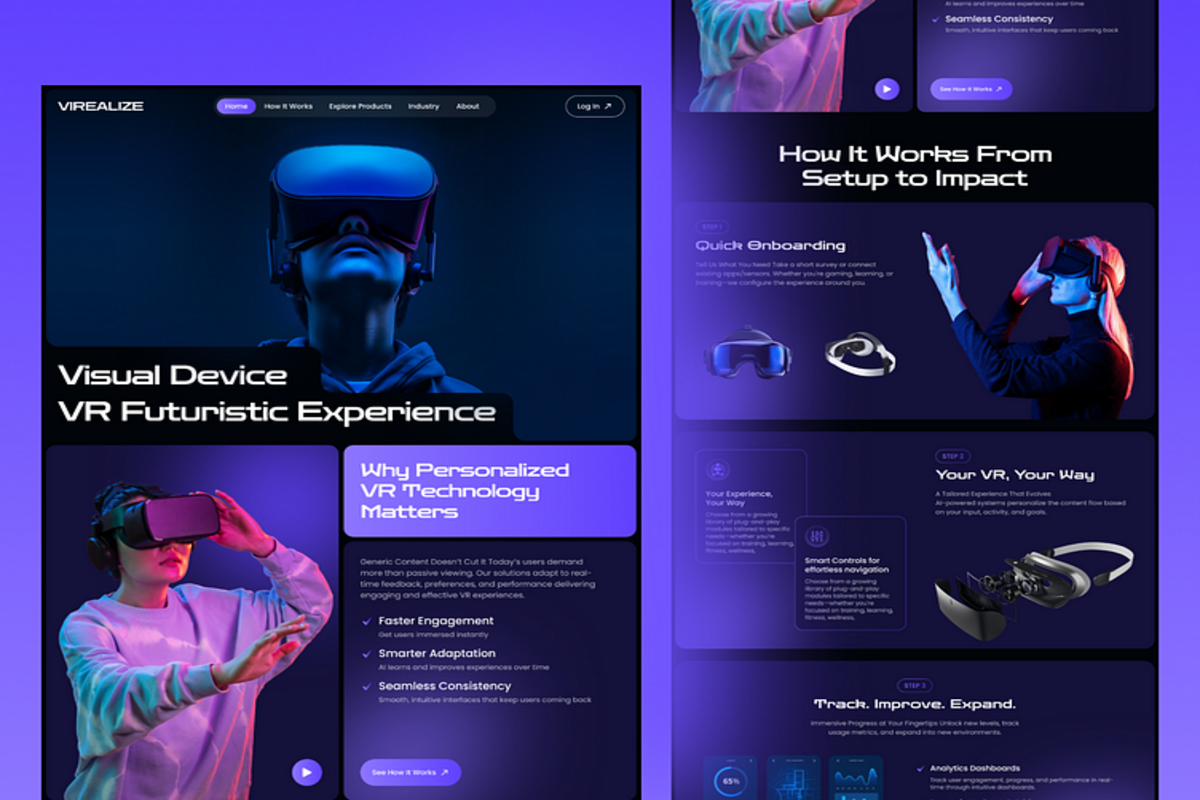 VIREALIZE
Home
How It Works
Explore Products
Industry
About
Log In
Visual Device
VR Futuristic Experience
Why Personalized
VR Technology
Matters
Generic Content Doesn't Cut It Today's users demand
more than passive viewing. Our solutions adapt to real-
time feedback, preferences, and performance delivering
engaging and effective VR experiences.
Faster Engagement
Get users immersed instantly
Smarter Adaptation
AI learns and improves experiences over time
Seamless Consistency
Smooth, intuitive interfaces that keep users coming back
See How It Works
AI learns and improves experiences over time
Seamless Consistency
Smooth, intuitive interfaces that keep users coming back
See How It Works
How It Works From
Setup to Impact
STEP 1
Quick Onboarding
Tell Us What You Need Take a short survey or connect
existing apps/sensors. Whether you're gaming, learning, or
training—we configure the experience around you.
Your Experience,
Your Way
Choose from a growing
library of plug-and-play
modules tailored to specific
needs—whether you're
focused on training, learning,
fitness, wellness,
Smart Controls for
effortless navigation
Choose from a growing
library of plug-and-play
modules tailored to specific
needs—whether you're
focused on training, learning,
fitness, wellness,
STEP 2
Your VR, Your Way
A Tailored Experience That Evolves
AI-powered systems personalize the content flow based
on your input, activity, and goals.
STEP 3
Track. Improve. Expand.
Immersive Progress at Your Fingertips Unlock new levels, track
usage metrics, and expand into new environments.
65%
Analytics Dashboards
Track user engagement, progress, and performance in real-
time through intuitive dashboards.